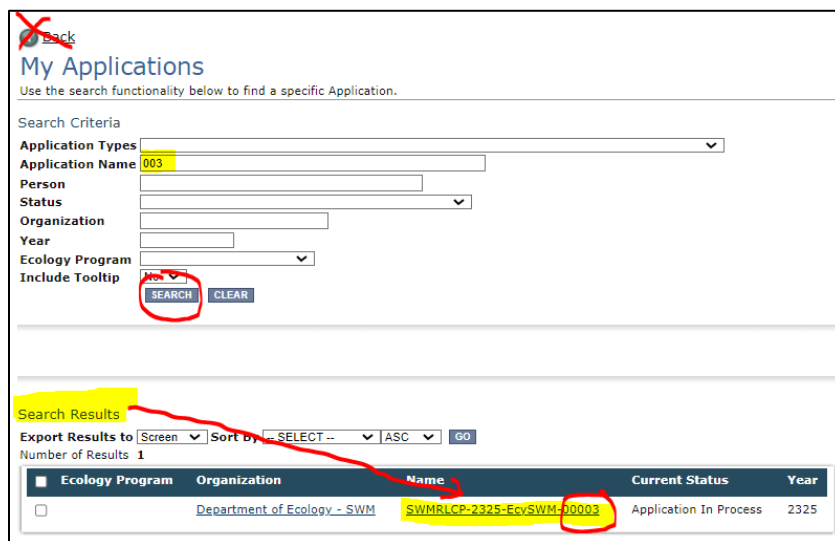 Back
My Applications
Use the search functionality below to find a specific Application.
Search Criteria
Application Types
Application Name 003
Person
Status
Organization
Year
Ecology Program
Include Tooltip No
SEARCH CLEAR
Search Results
Export Results to Screen Sort by -- SELECT -- ASC GO
Number of Results 1
Ecology Program Organization Name Current Status Year
Department of Ecology - SWM SWMRLCP-2325-EcySWM-00003 Application In Process 2325